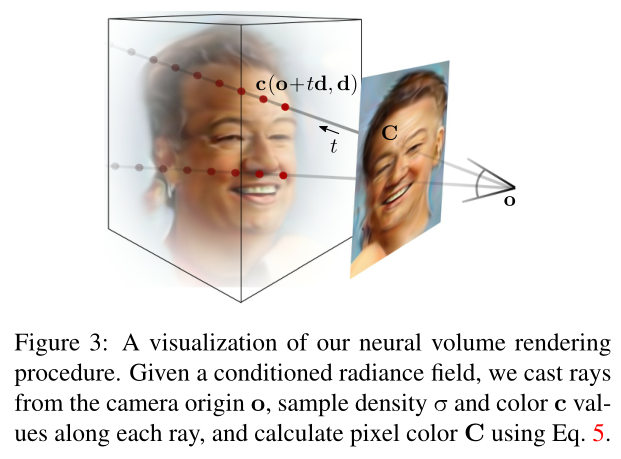 c(o+td, d)
C
t
o
Figure 3: A visualization of our neural volume rendering
procedure. Given a conditioned radiance field, we cast rays
from the camera origin o, sample density σ and color c val-
ues along each ray, and calculate pixel color C using Eq. 5.